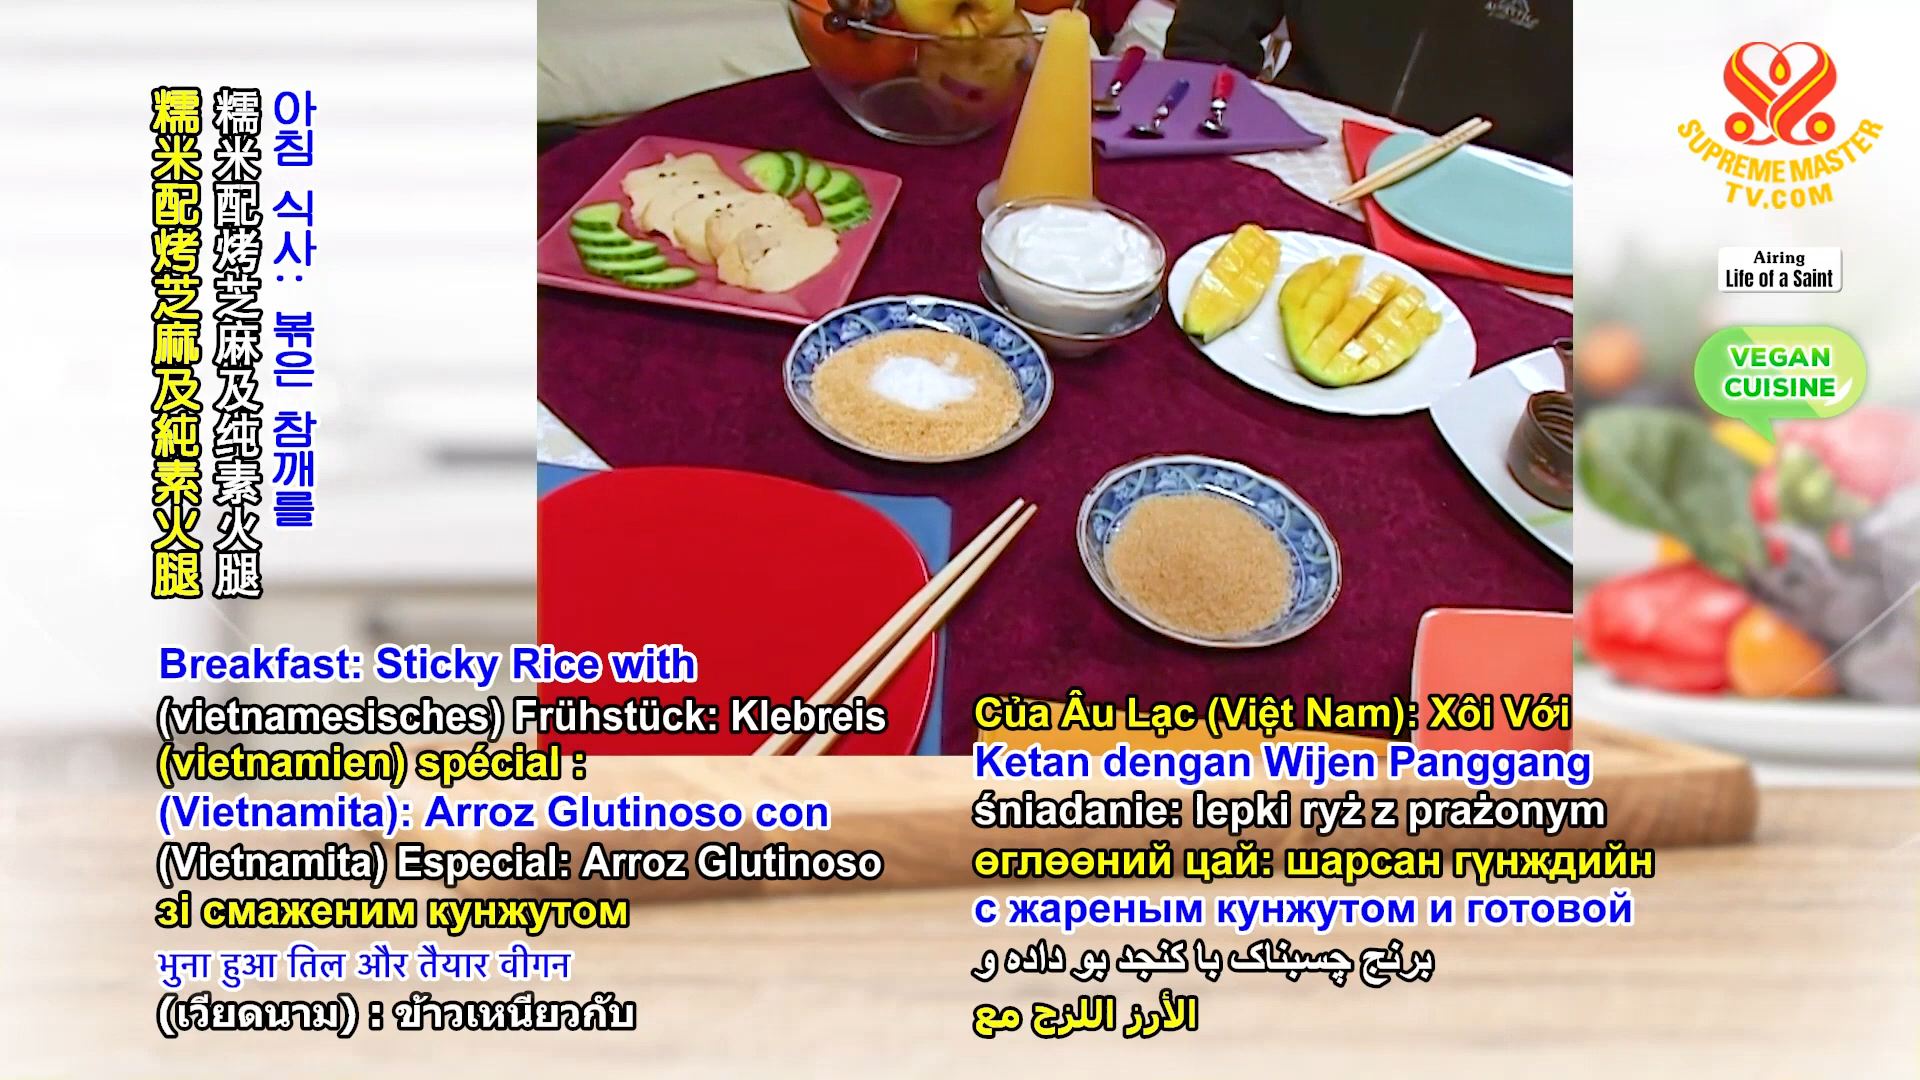 아침 식사: 볶은 참깨를
糯米配烤芝麻及纯素火腿
糯米配烤芝麻及純素火腿
Breakfast: Sticky Rice with
(vietnamesisches) Frühstück: Klebreis
(vietnamien) spécial :
(Vietnamita): Arroz Glutinoso con
(Vietnamita) Especial: Arroz Glutinoso
зі смаженим кунжутом
भुना हुआ तिल और तैयार वीगन
(เวียดนาม) : ข้าวเหนียวกับ
Của Âu Lạc (Việt Nam): Xôi Với
Ketan dengan Wijen Panggang
śniadanie: lepki ryż z prażonym
өглөөний цай: шарсан гүнждийн
с жареным кунжутом и готовой
برنج چسبناک با کنجد بو داده و
الأرز اللزج مع
SUPREME MASTER
TV.COM
Airing
Life of a Saint
VEGAN
CUISINE